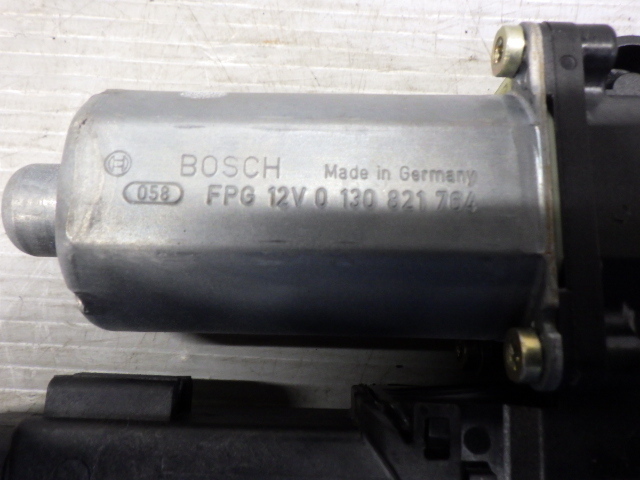 BOSCH Made in Germany
058 FPG 12V 0 130 821 764